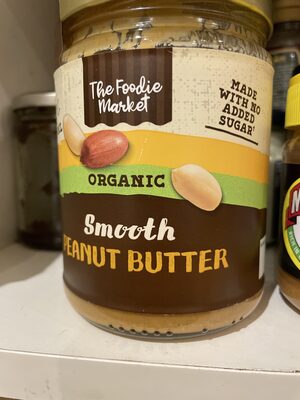 The Foodie
Market
MADE
WITH NO
ADDED
SUGAR†
ORGANIC
Smooth
PEANUT BUTTER